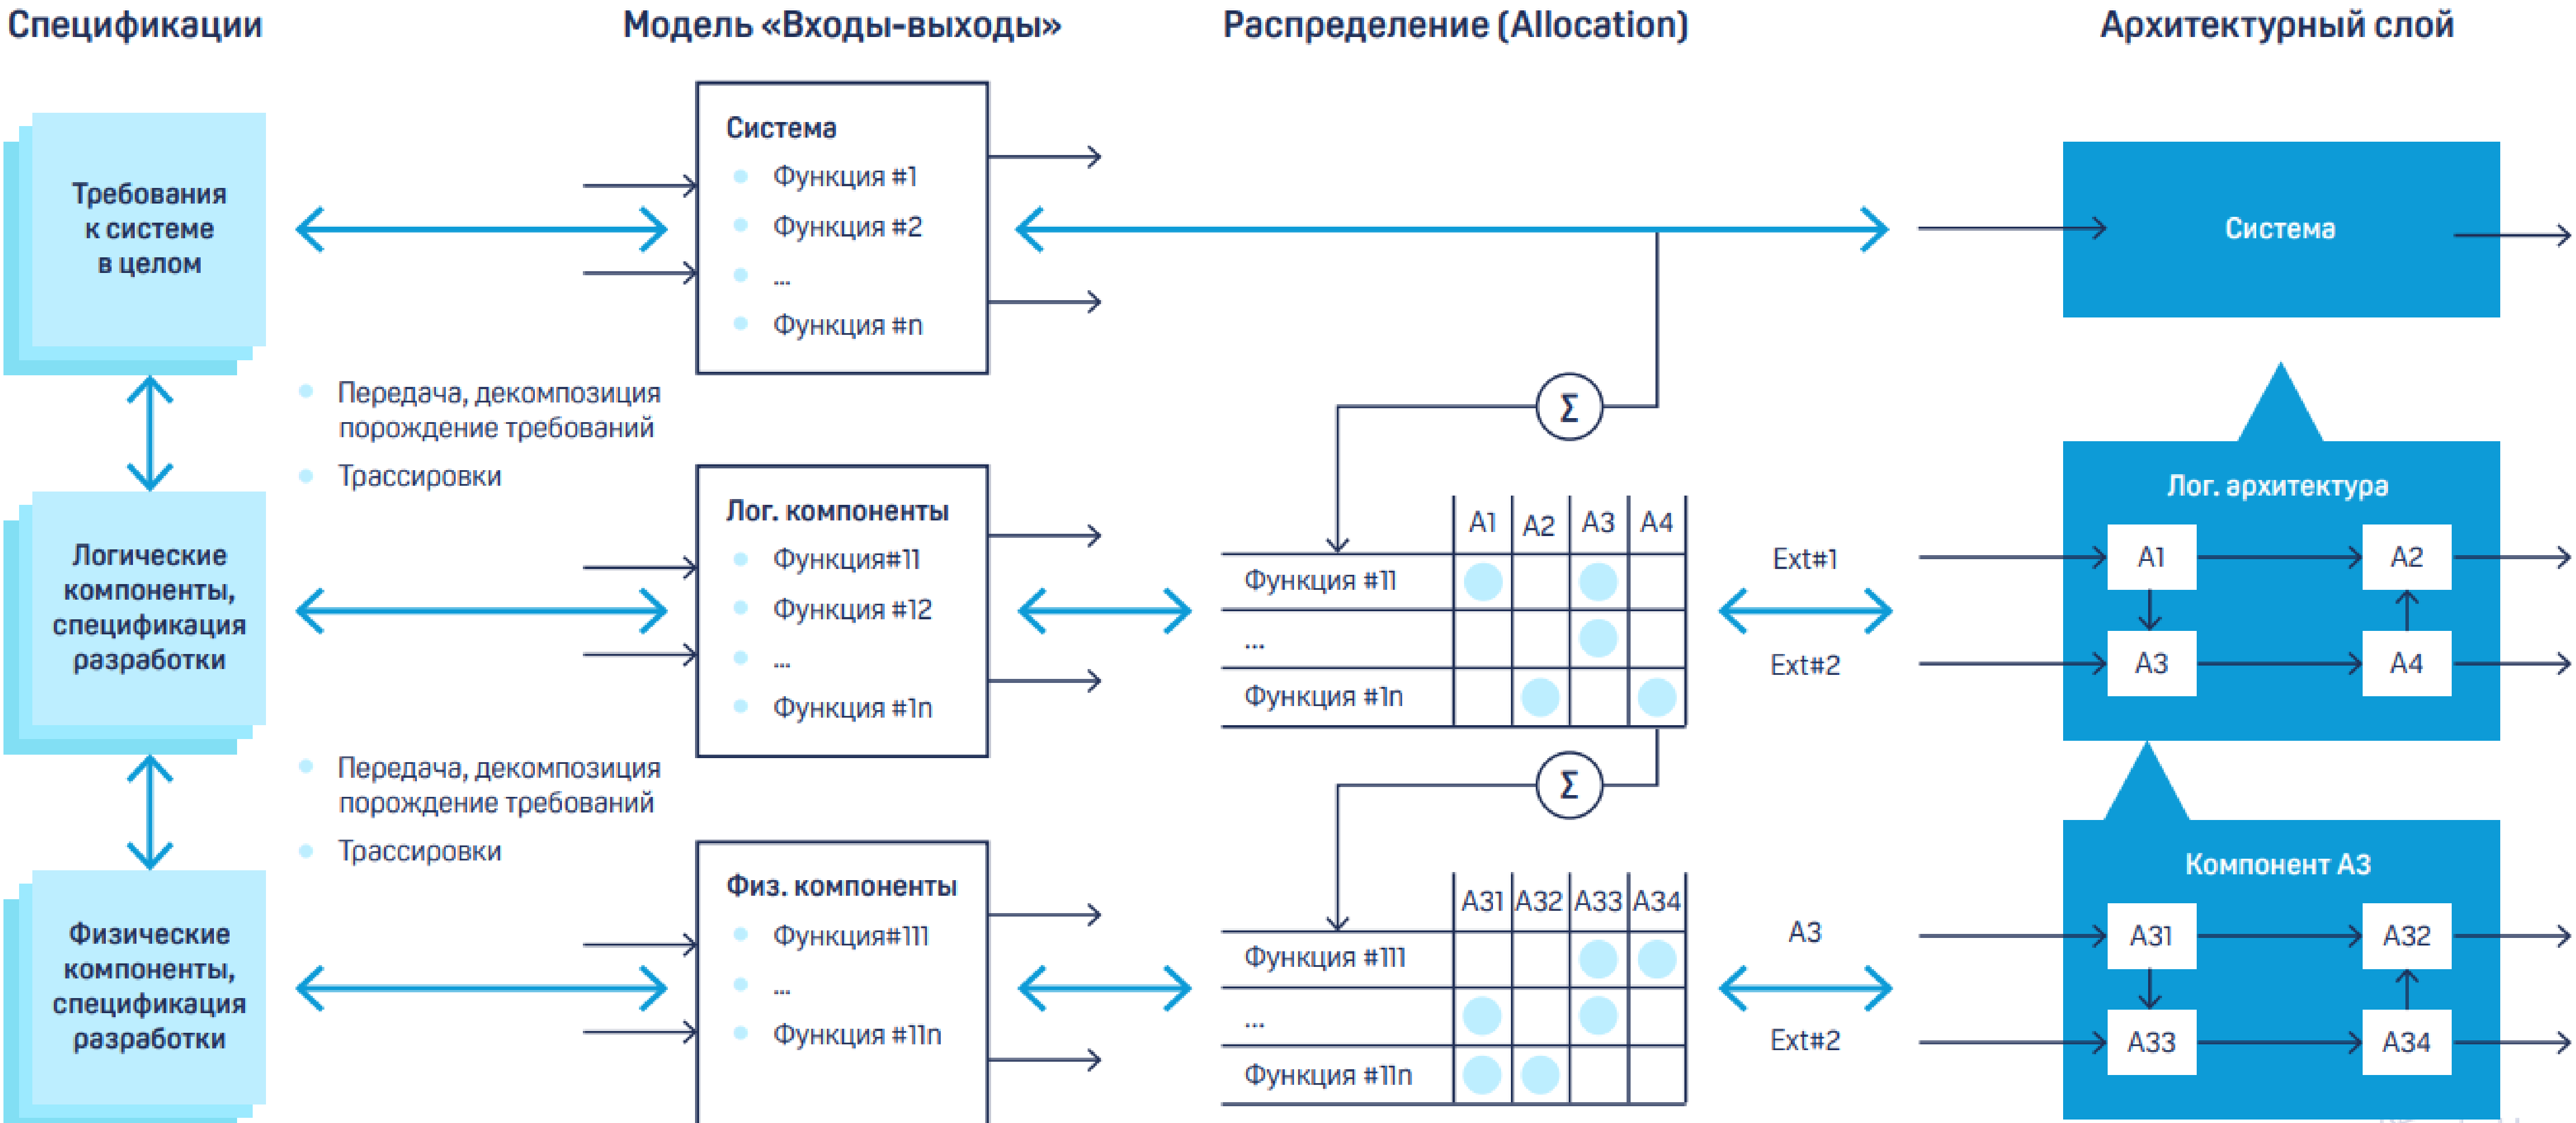 Спецификации
Модель «Входы-выходы»
Распределение (Allocation)
Архитектурный слой
Требования
к системе
в целом
Система
Функция #1
Функция #2
...
Функция #n
Система
Передача, декомпозиция
порождение требований
Трассировки
Σ
Логические
компоненты,
спецификация
разработки
Лог. компоненты
Функция#11
Функция #12
...
Функция #1n
A1 A2 A3 A4
Функция #11
...
Функция #1n
Ext#1
Ext#2
Лог. архитектура
A1
A2
A3
A4
Передача, декомпозиция
порождение требований
Трассировки
Σ
Физические
компоненты,
спецификация
разработки
Физ. компоненты
Функция#111
...
Функция #11n
A31 A32 A33 A34
Функция #111
...
Функция #11n
A3
Ext#2
Компонент A3
A31
A32
A33
A34